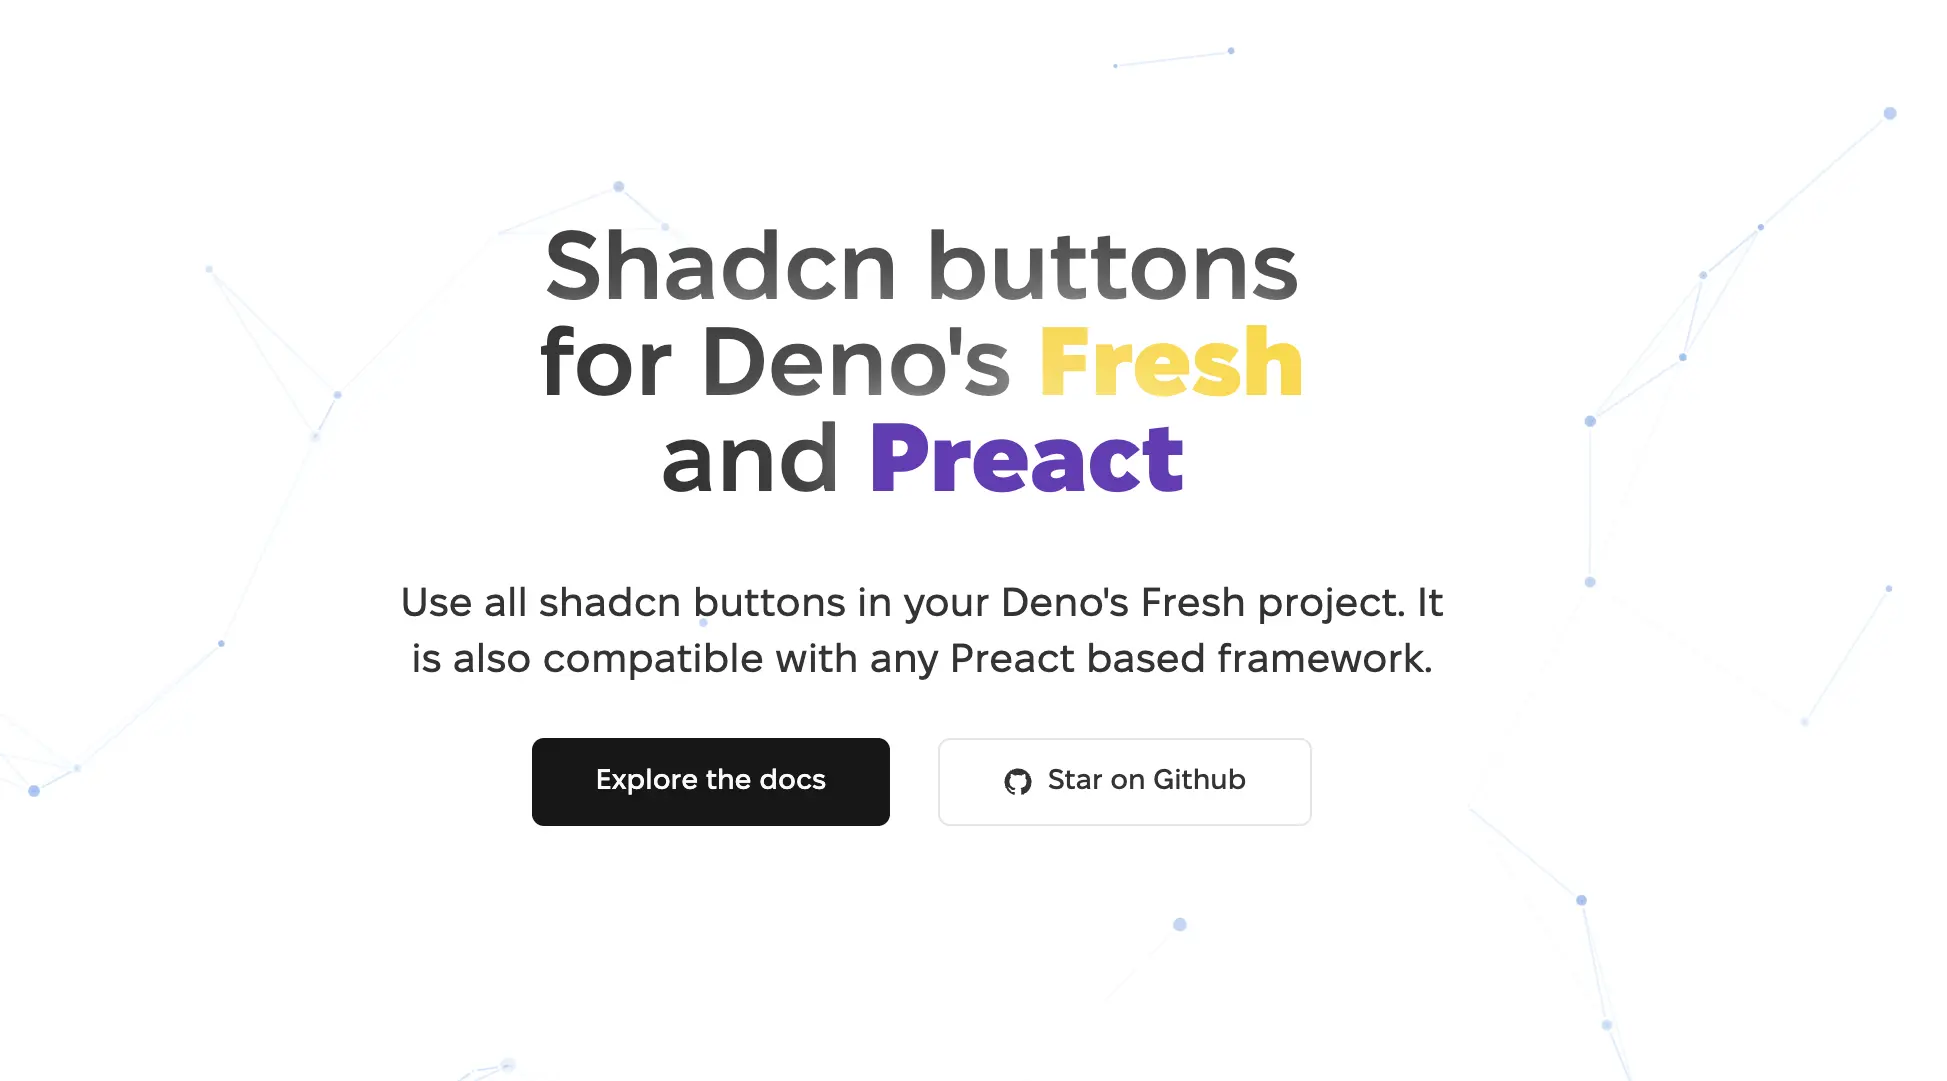 Shadcn buttons
for Deno's Fresh
and Preact
Use all shadcn buttons in your Deno's Fresh project. It
is also compatible with any Preact based framework.
Explore the docs
Star on Github